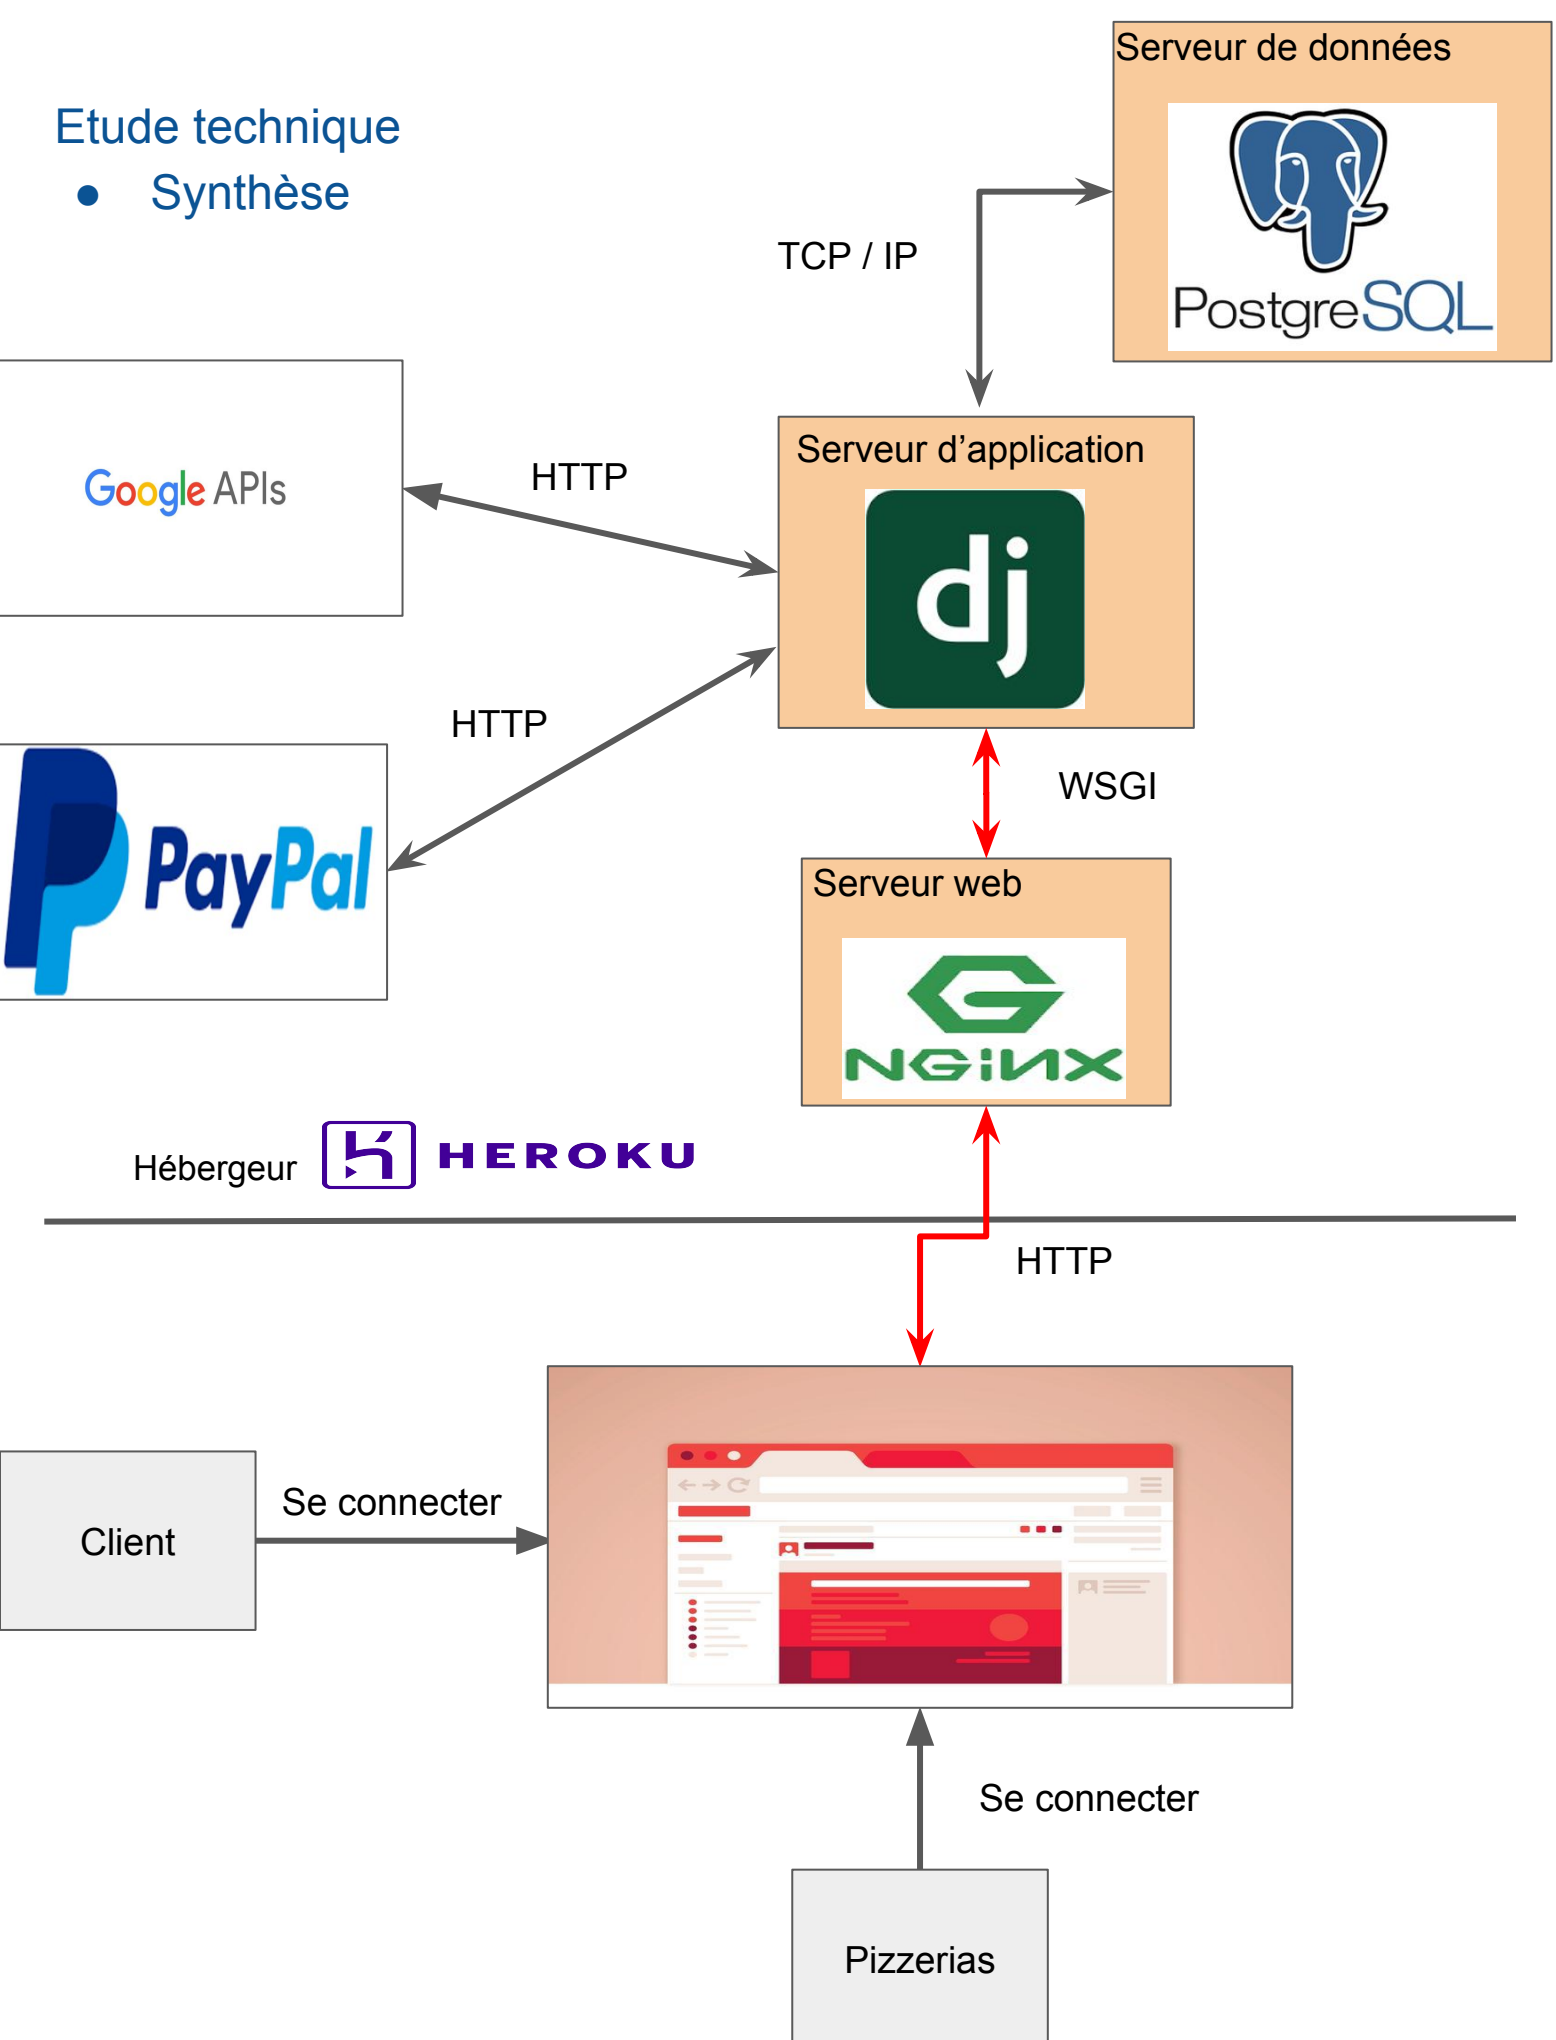 Serveur de données
PostgreSQL
Etude technique
● Synthèse
TCP / IP
Google APIs
HTTP
Serveur d’application
dj
HTTP
PayPal
WSGI
Serveur web
NGiNX
Hébergeur HEROKU
HTTP
Client
Se connecter
Se connecter
Pizzerias